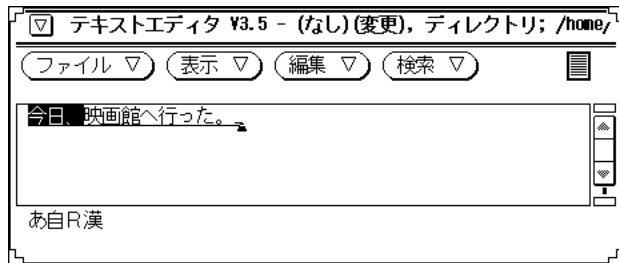 テキストエディタ V3.5 - (なし)(変更), ディレクトリ; /home/
ファイル ▽ 表示 ▽ 編集 ▽ 検索 ▽
今日、映画館へ行った。
あ自R漢